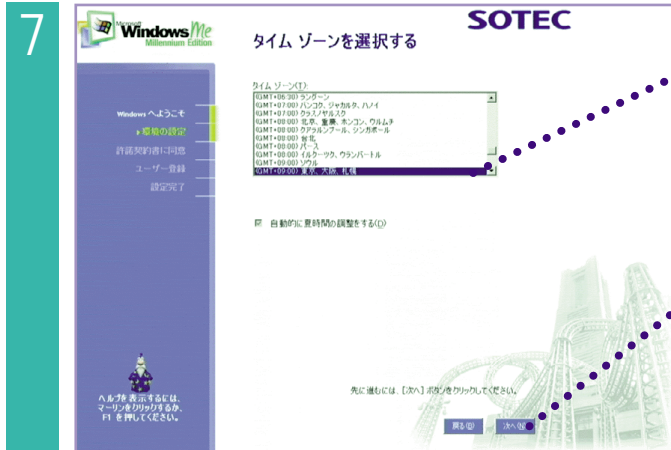 7
Microsoft
Windows Me
Millennium Edition
SOTEC
タイム ゾーンを選択する
Windows へようこそ
環境の設定
許諾契約書に同意
ユーザー登録
設定完了
タイム ゾーン(T):
(GMT+06:30) ラングーン
(GMT+07:00) バンコク、ジャカルタ、ハノイ
(GMT+07:00) クラスノヤルスク
(GMT+08:00) 北京、重慶、ホンコン、ウルムチ
(GMT+08:00) クアラルンプール、シンガポール
(GMT+08:00) 台北
(GMT+08:00) パース
(GMT+08:00) イルクーツク、ウランバートル
(GMT+09:00) ソウル
(GMT+09:00) 東京、大阪、札幌
自動的に夏時間の調整をする(D)
ヘルプを表示するには、
マーリンをクリックするか、
F1 を押してください。
先に進むには、[次へ] ボタンをクリックしてください。
戻る(B)
次へ(N)